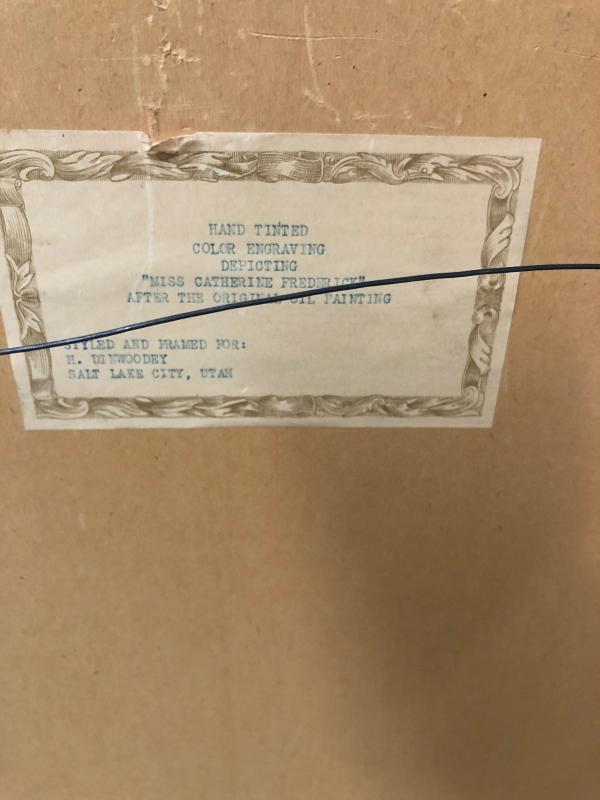 HAND TINTED
COLOR ENGRAVING
DEPICTING
"MISS CATHERINE FREDERICK"
AFTER THE ORIGINAL OIL PAINTING
STYLED AND FRAMED FOR:
H. DINWOODEY
SALT LAKE CITY, UTAH